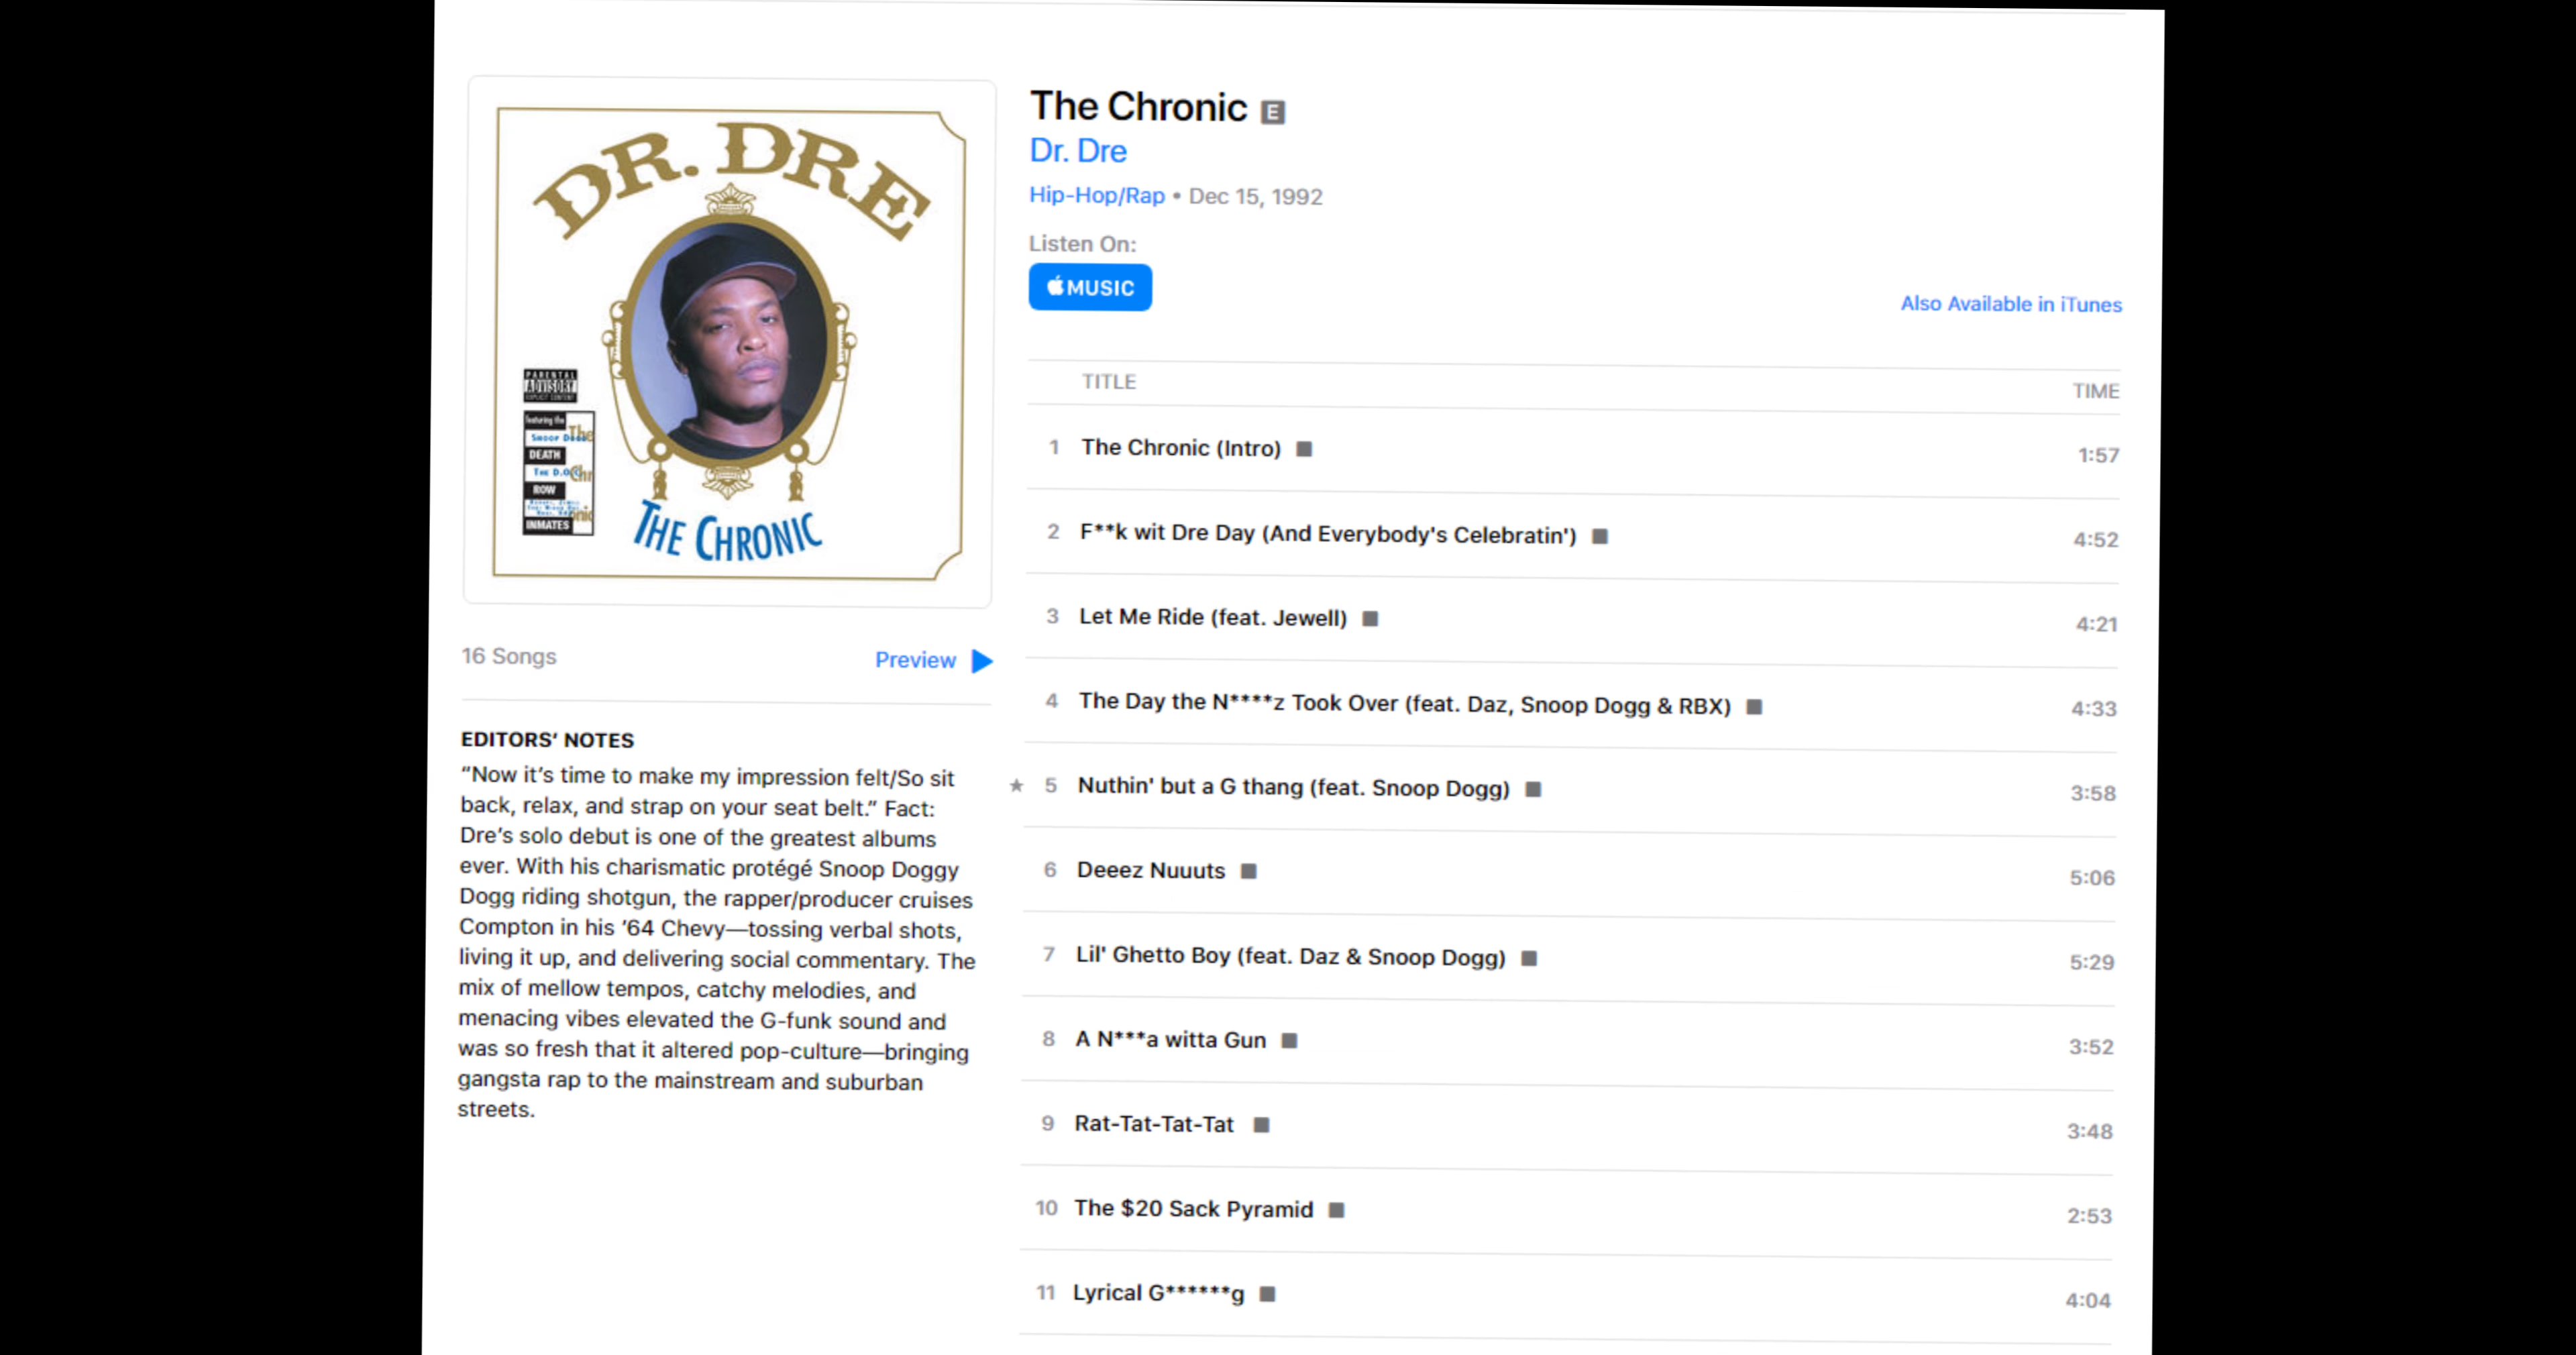 DR. DRE
PARENTAL
ADVISORY
EXPLICIT CONTENT
featuring the
SNOOP DOGG
The
DEATH
THE D.O.C.
Chr
ROW
onic
INMATES
THE CHRONIC
16 Songs
Preview
EDITORS' NOTES
“Now it’s time to make my impression felt/So sit
back, relax, and strap on your seat belt.” Fact:
Dre’s solo debut is one of the greatest albums
ever. With his charismatic protégé Snoop Doggy
Dogg riding shotgun, the rapper/producer cruises
Compton in his ’64 Chevy—tossing verbal shots,
living it up, and delivering social commentary. The
mix of mellow tempos, catchy melodies, and
menacing vibes elevated the G-funk sound and
was so fresh that it altered pop-culture—bringing
gangsta rap to the mainstream and suburban
streets.
The Chronic E
Dr. Dre
Hip-Hop/Rap • Dec 15, 1992
Listen On:
MUSIC
Also Available in iTunes
TITLE TIME
1 The Chronic (Intro) 1:57
2 F**k wit Dre Day (And Everybody's Celebratin') 4:52
3 Let Me Ride (feat. Jewell) 4:21
4 The Day the N****z Took Over (feat. Daz, Snoop Dogg & RBX) 4:33
★ 5 Nuthin' but a G thang (feat. Snoop Dogg) 3:58
6 Deeez Nuuuts 5:06
7 Lil' Ghetto Boy (feat. Daz & Snoop Dogg) 5:29
8 A N***a witta Gun 3:52
9 Rat-Tat-Tat-Tat 3:48
10 The $20 Sack Pyramid 2:53
11 Lyrical G******g 4:04